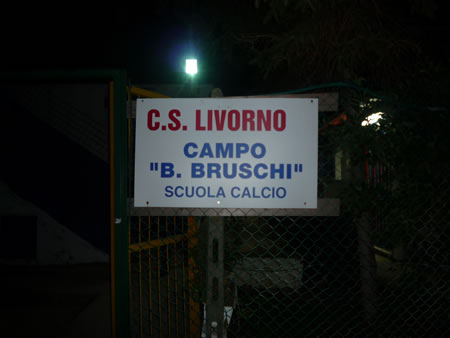 C.S. LIVORNO
CAMPO
"B. BRUSCHI"
SCUOLA CALCIO